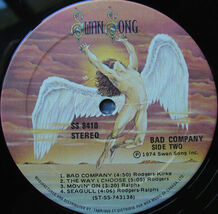 Swan Song
SS 8410
STEREO
BAD COMPANY
SIDE TWO
℗ 1974 Swan Song Inc.
1. BAD COMPANY (4:50) Rodgers-Kirke
2. THE WAY I CHOOSE (5:05) Rodgers
3. MOVIN' ON (3:20) Ralphs
4. SEAGULL (4:06) Rodgers-Ralphs
(ST-SS-743138)